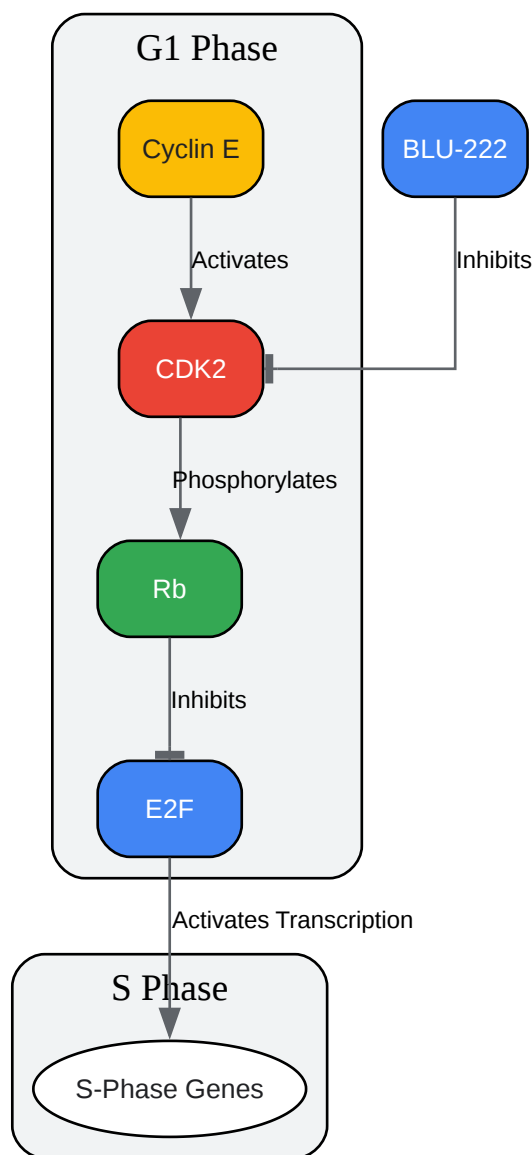 G1 Phase
Cyclin E
BLU-222
Activates
Inhibits
CDK2
Phosphorylates
Rb
Inhibits
E2F
Activates Transcription
S Phase
S-Phase Genes